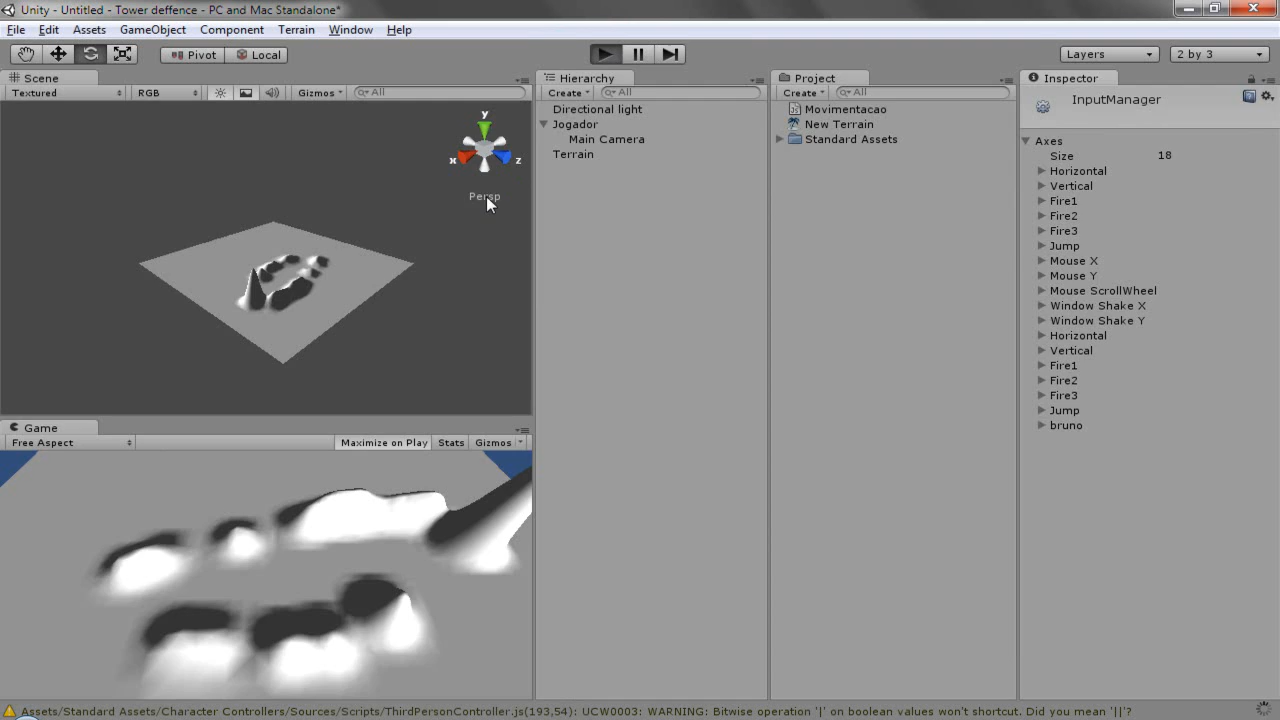 Unity - Untitled - Tower deffence - PC and Mac Standalone*
File Edit Assets GameObject Component Terrain Window Help
Pivot Local Layers 2 by 3
Scene
Textured RGB Gizmos All
y
x z
Persp
Game
Free Aspect Maximize on Play Stats Gizmos
Hierarchy
Create All
Directional light
Jogador
Main Camera
Terrain
Project
Create All
Movimentacao
New Terrain
Standard Assets
Inspector
InputManager
Axes
Size 18
Horizontal
Vertical
Fire1
Fire2
Fire3
Jump
Mouse X
Mouse Y
Mouse ScrollWheel
Window Shake X
Window Shake Y
Horizontal
Vertical
Fire1
Fire2
Fire3
Jump
bruno
Assets/Standard Assets/Character Controllers/Sources/Scripts/ThirdPersonController.js(193,54): UCW0003: WARNING: Bitwise operation '|' on boolean values won't shortcut. Did you mean '||'?